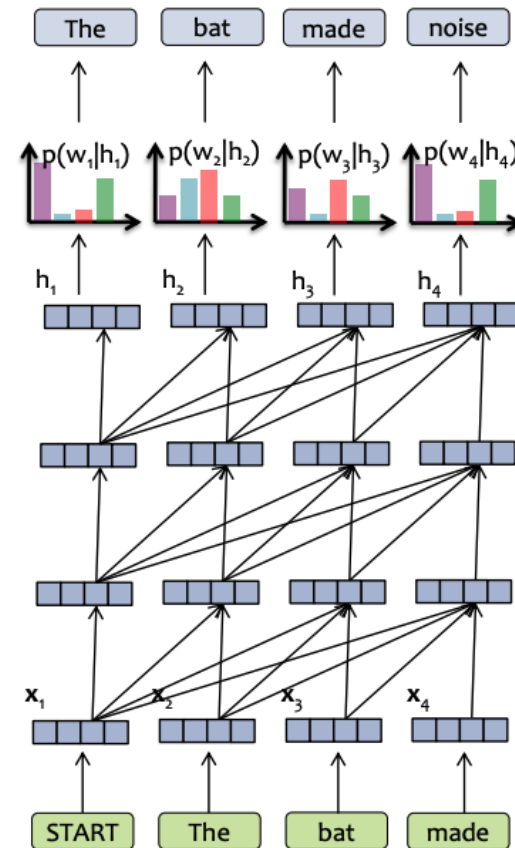 The bat made noise
p(w₁|h₁) p(w₂|h₂) p(w₃|h₃) p(w₄|h₄)
h₁ h₂ h₃ h₄
x₁ x₂ x₃ x₄
START The bat made